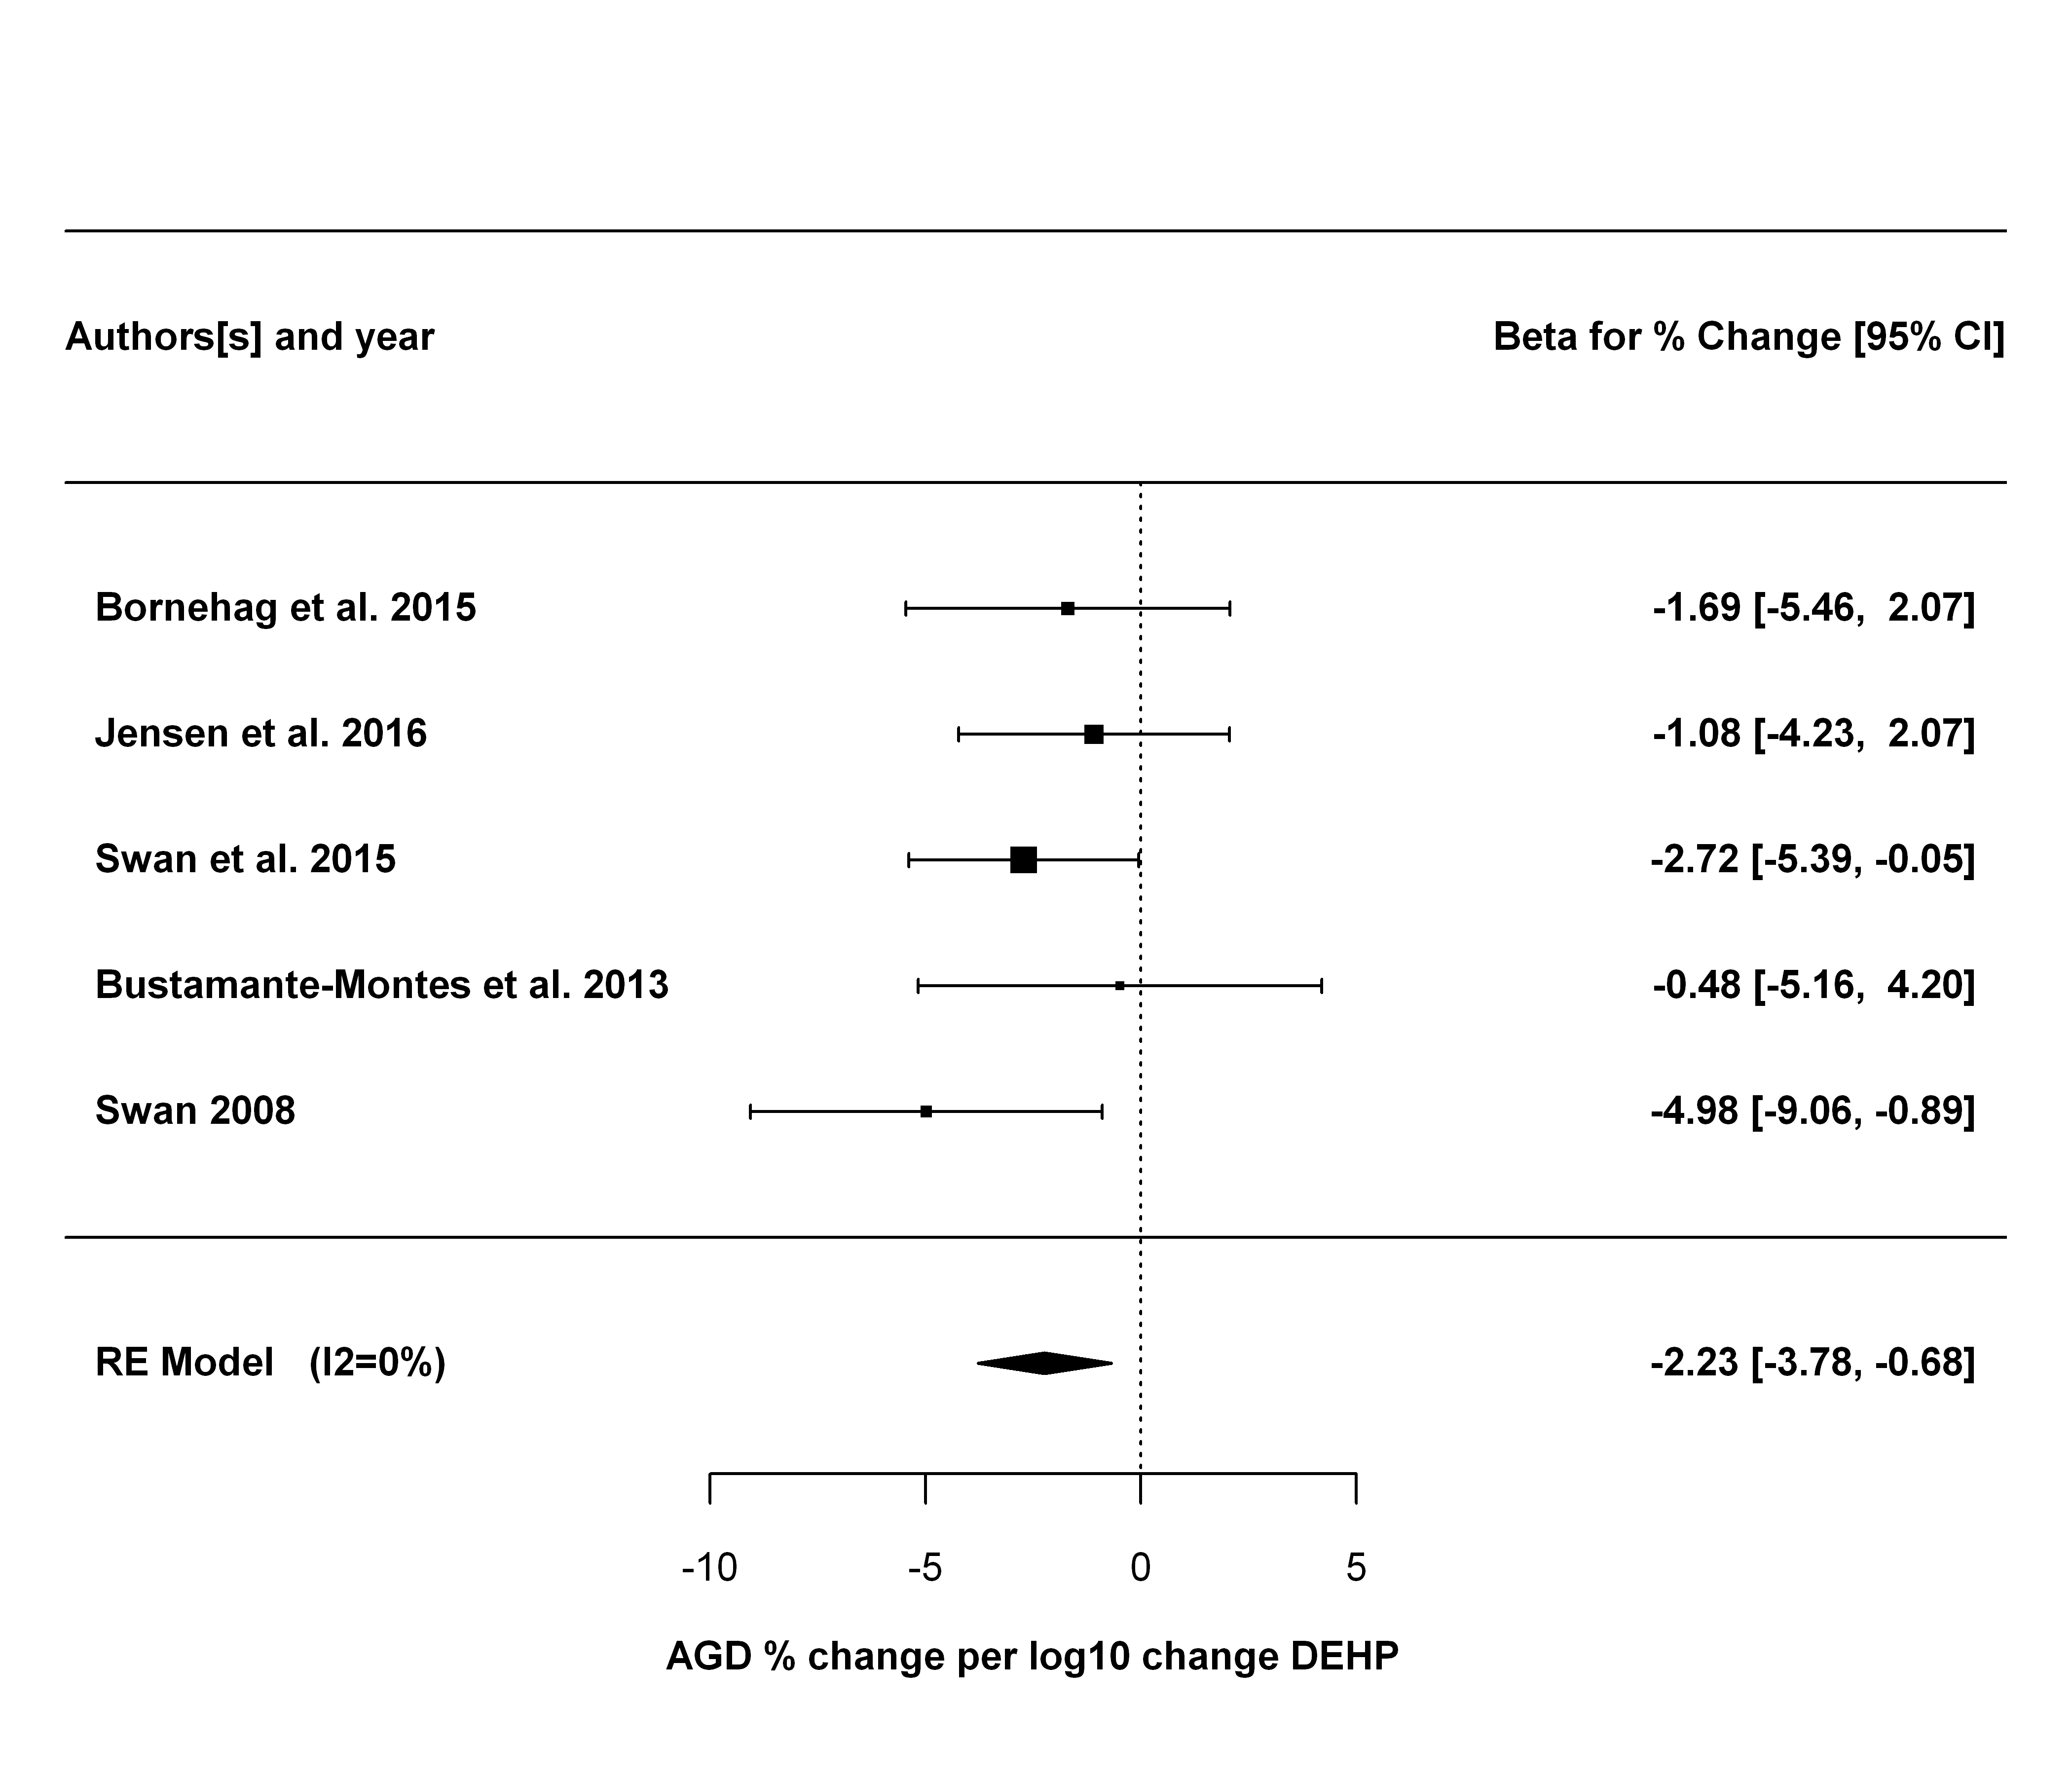 Authors[s] and year Beta for % Change [95% CI]
Bornehag et al. 2015 -1.69 [-5.46, 2.07]
Jensen et al. 2016 -1.08 [-4.23, 2.07]
Swan et al. 2015 -2.72 [-5.39, -0.05]
Bustamante-Montes et al. 2013 -0.48 [-5.16, 4.20]
Swan 2008 -4.98 [-9.06, -0.89]
RE Model (I2=0%) -2.23 [-3.78, -0.68]
-10 -5 0 5
AGD % change per log10 change DEHP